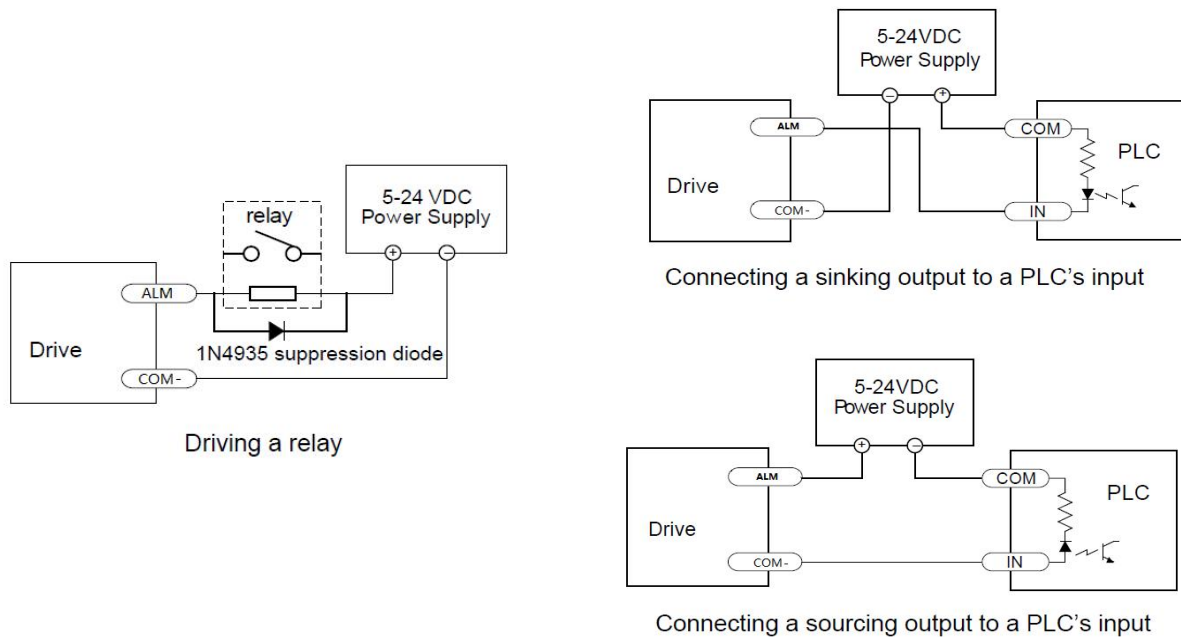 relay
5-24 VDC
Power Supply
+
−
ALM
Drive
1N4935 suppression diode
COM-
Driving a relay
5-24VDC
Power Supply
−
+
ALM
COM
PLC
Drive
COM-
IN
Connecting a sinking output to a PLC's input
5-24VDC
Power Supply
+
−
ALM
COM
PLC
Drive
COM-
IN
Connecting a sourcing output to a PLC's input